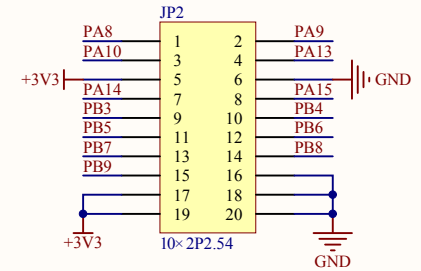 JP2
PA8 1 2 PA9
PA10 3 4 PA13
+3V3 5 6 GND
PA14 7 8 PA15
PB3 9 10 PB4
PB5 11 12 PB6
PB7 13 14 PB8
PB9 15 16
17 18
19 20
+3V3 10×2P2.54
GND